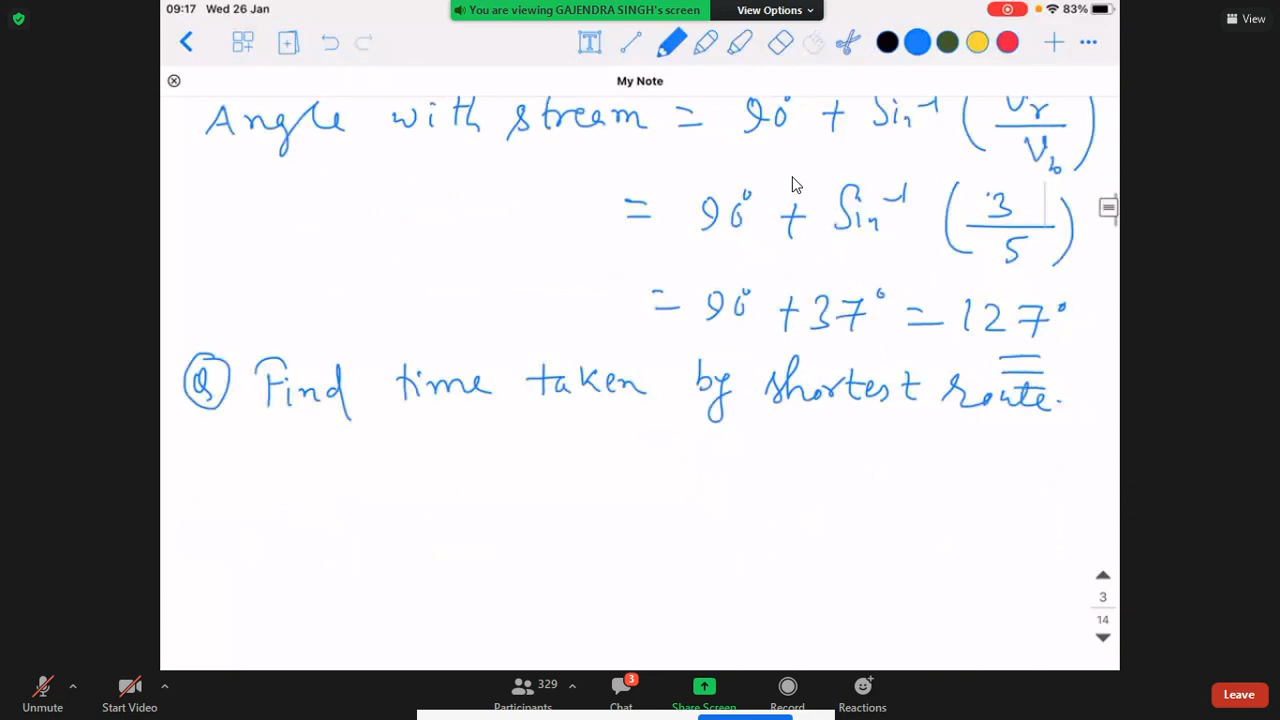 09:17 Wed 26 Jan
You are viewing GAJENDRA SINGH's screen
View Options
83%
View
My Note
Angle with stream = 90° + Sin⁻¹ (Vr/Vb)
= 90° + Sin⁻¹ (3/5)
= 90° + 37° = 127°
Q Find time taken by shortest route.
3
14
Unmute
Start Video
329
Participants
3
Chat
Share Screen
Record
Reactions
Leave